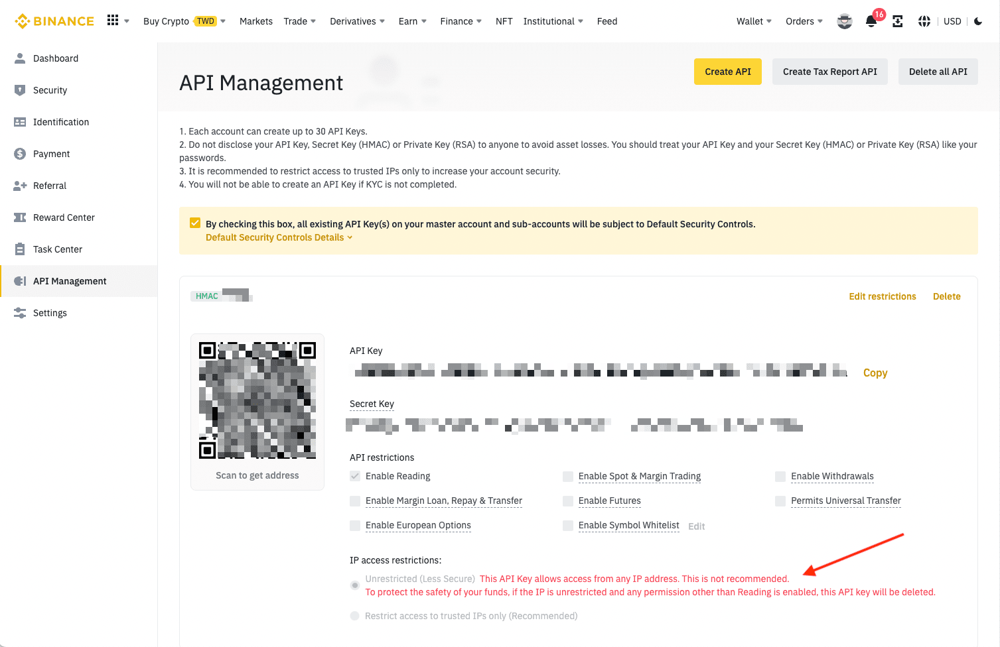 BINANCE
Buy Crypto TWD Markets Trade Derivatives Earn Finance NFT Institutional Feed Wallet Orders 16 USD
Dashboard
Security
Identification
Payment
Referral
Reward Center
Task Center
API Management
Settings
API Management
Create API Create Tax Report API Delete all API
1. Each account can create up to 30 API Keys.
2. Do not disclose your API Key, Secret Key (HMAC) or Private Key (RSA) to anyone to avoid asset losses. You should treat your API Key and your Secret Key (HMAC) or Private Key (RSA) like your
passwords.
3. It is recommended to restrict access to trusted IPs only to increase your account security.
4. You will not be able to create an API Key if KYC is not completed.
By checking this box, all existing API Key(s) on your master account and sub-accounts will be subject to Default Security Controls.
Default Security Controls Details
HMAC
Edit restrictions Delete
Scan to get address
API Key
Copy
Secret Key
API restrictions
Enable Reading Enable Spot & Margin Trading Enable Withdrawals
Enable Margin Loan, Repay & Transfer Enable Futures Permits Universal Transfer
Enable European Options Enable Symbol Whitelist Edit
IP access restrictions:
Unrestricted (Less Secure) This API Key allows access from any IP address. This is not recommended.
To protect the safety of your funds, if the IP is unrestricted and any permission other than Reading is enabled, this API key will be deleted.
Restrict access to trusted IPs only (Recommended)